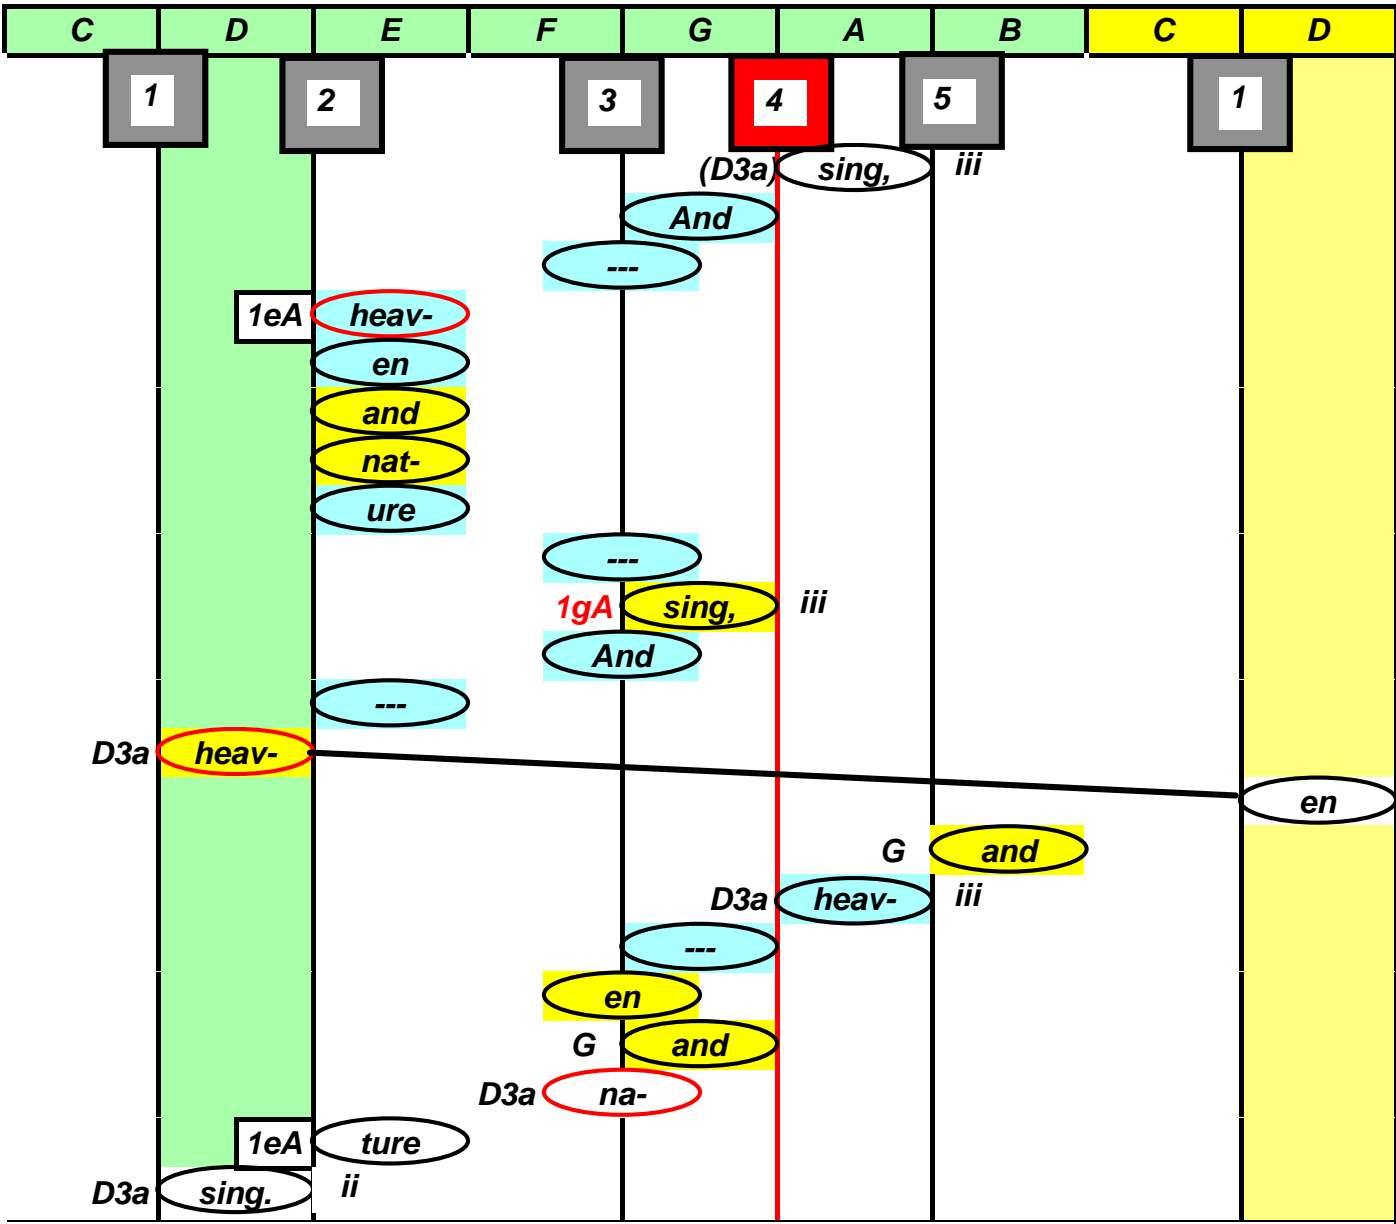 C D E F G A B C D
1 2 3 4 5 1
(D3a) sing, iii
And
---
1eA heav-
en
and
nat-
ure
---
1gA sing, iii
And
---
D3a heav-
en
G and
D3a heav- iii
---
en
G and
D3a na-
1eA ture
D3a sing. ii